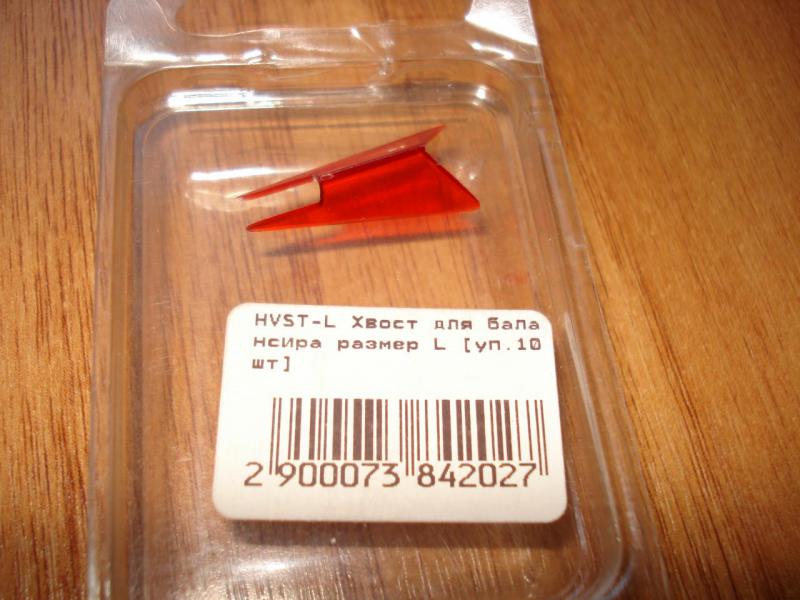 HVST-L Хвост для бала
нсира размер L [уп.10
шт]
2 900073 842027